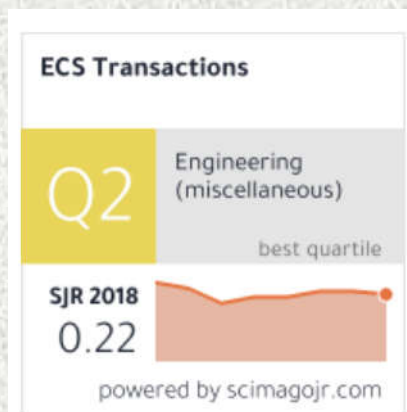 ECS Transactions
Q2
Engineering
(miscellaneous)
best quartile
SJR 2018
0.22
powered by scimagojr.com